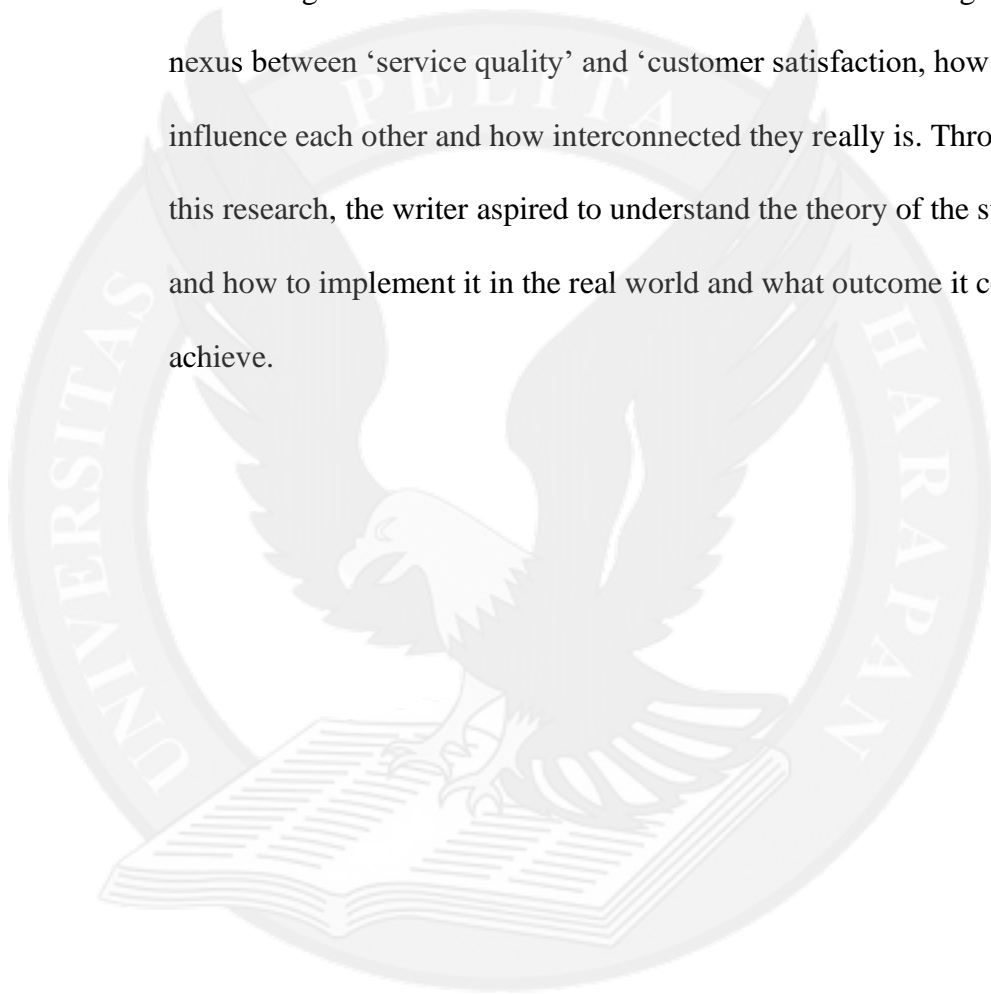 nexus between ‘service quality’ and ‘customer satisfaction, how
influence each other and how interconnected they really is. Thro
this research, the writer aspired to understand the theory of the s
and how to implement it in the real world and what outcome it c
achieve.
UNIVERSITAS PELITA HARAPAN